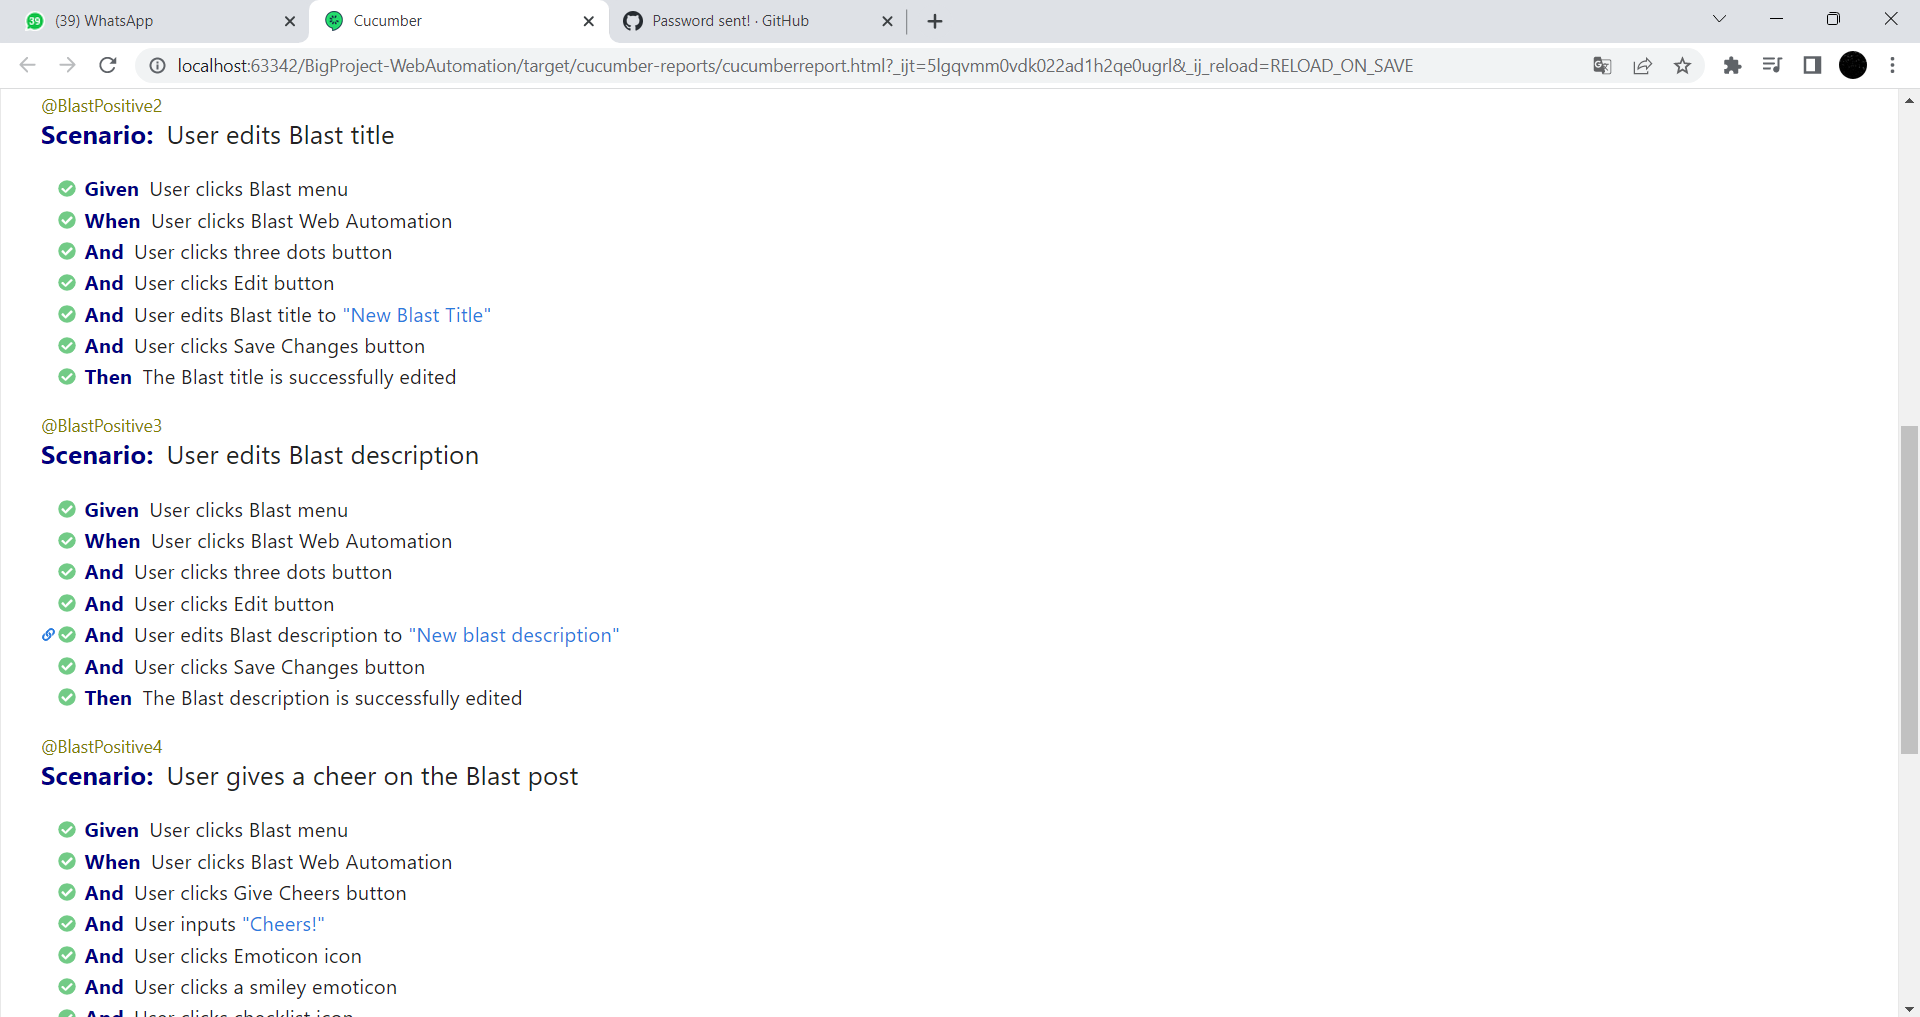 39 (39) WhatsApp
Cucumber
Password sent! · GitHub
localhost:63342/BigProject-WebAutomation/target/cucumber-reports/cucumberreport.html?_ijt=5lgqvmm0vdk022ad1h2qe0ugrl&_ij_reload=RELOAD_ON_SAVE
@BlastPositive2
Scenario: User edits Blast title
Given User clicks Blast menu
When User clicks Blast Web Automation
And User clicks three dots button
And User clicks Edit button
And User edits Blast title to "New Blast Title"
And User clicks Save Changes button
Then The Blast title is successfully edited
@BlastPositive3
Scenario: User edits Blast description
Given User clicks Blast menu
When User clicks Blast Web Automation
And User clicks three dots button
And User clicks Edit button
And User edits Blast description to "New blast description"
And User clicks Save Changes button
Then The Blast description is successfully edited
@BlastPositive4
Scenario: User gives a cheer on the Blast post
Given User clicks Blast menu
When User clicks Blast Web Automation
And User clicks Give Cheers button
And User inputs "Cheers!"
And User clicks Emoticon icon
And User clicks a smiley emoticon
And User clicks checklist icon